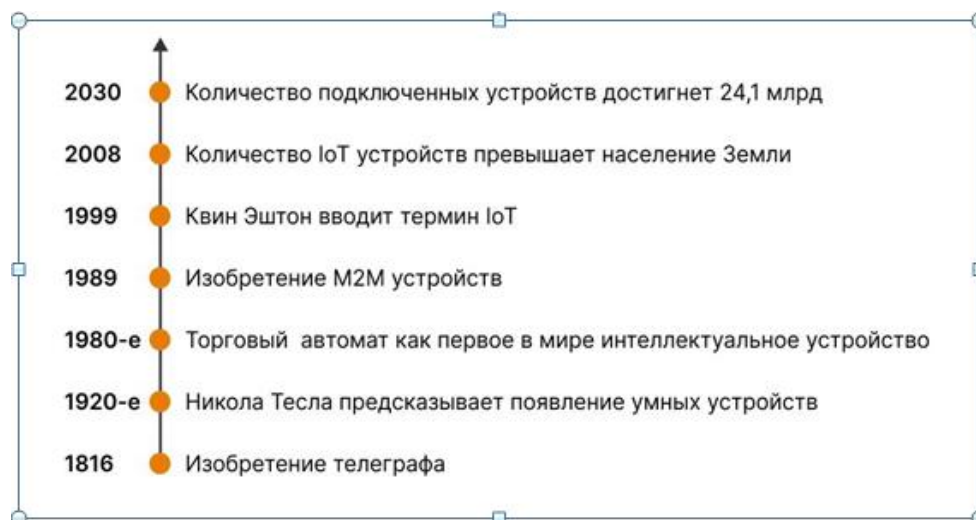 2030 Количество подключенных устройств достигнет 24,1 млрд
2008 Количество IoT устройств превышает население Земли
1999 Квин Эштон вводит термин IoT
1989 Изобретение M2M устройств
1980-е Торговый автомат как первое в мире интеллектуальное устройство
1920-е Никола Тесла предсказывает появление умных устройств
1816 Изобретение телеграфа